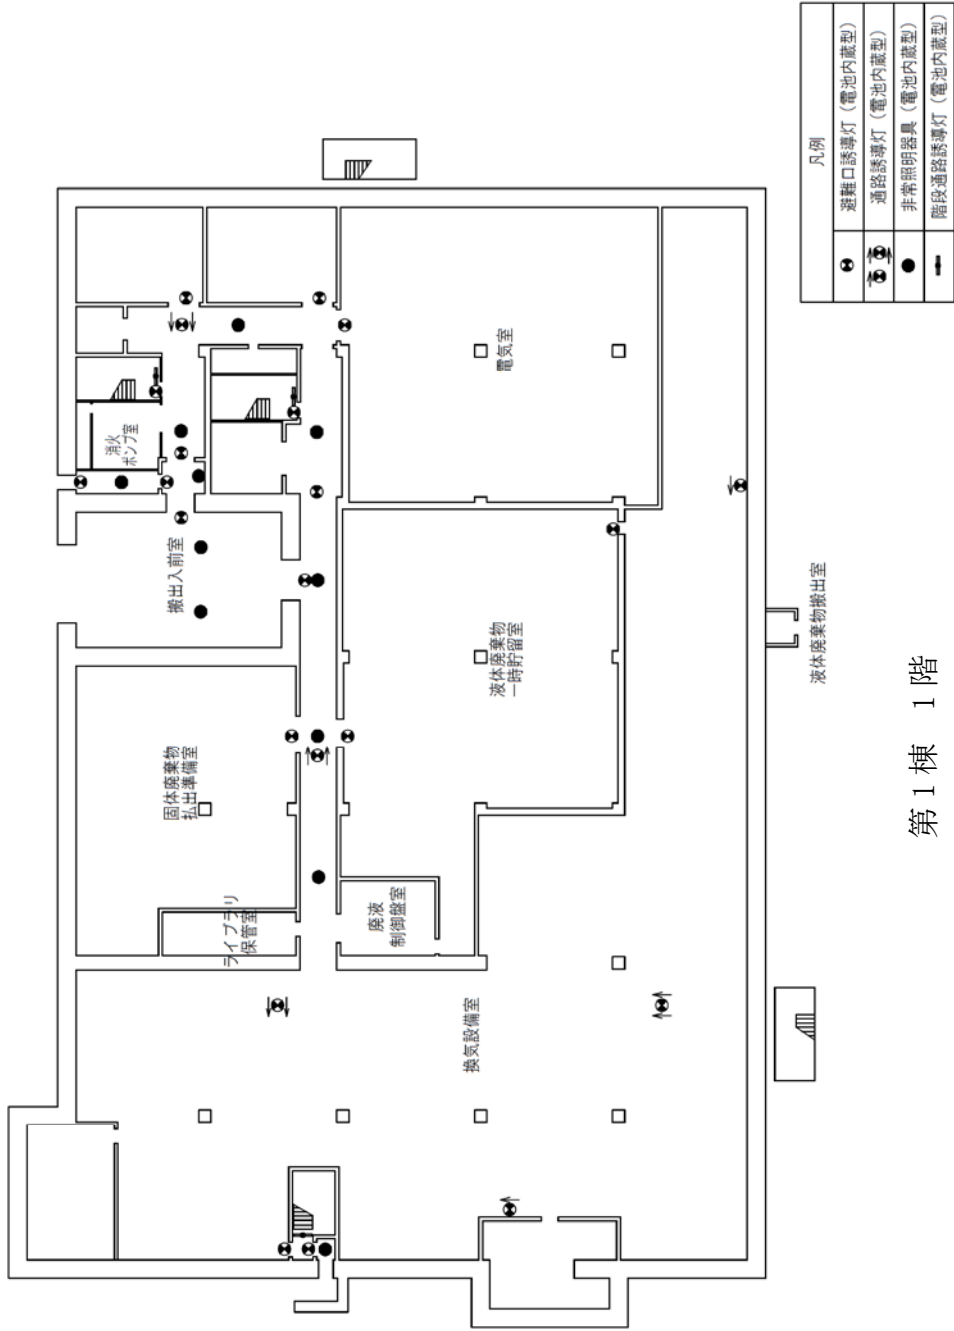 凡例
避難口誘導灯（電池内蔵型）
通路誘導灯（電池内蔵型）
非常照明器具（電池内蔵型）
階段通路誘導灯（電池内蔵型）
換気設備室
ライブラリ
保管室
廃液
制御盤室
固体廃棄物
払出準備室
液体廃棄物
一時貯留室
搬出入前室
消火
ポンプ室
電気室
液体廃棄物搬出室
第1棟 1階